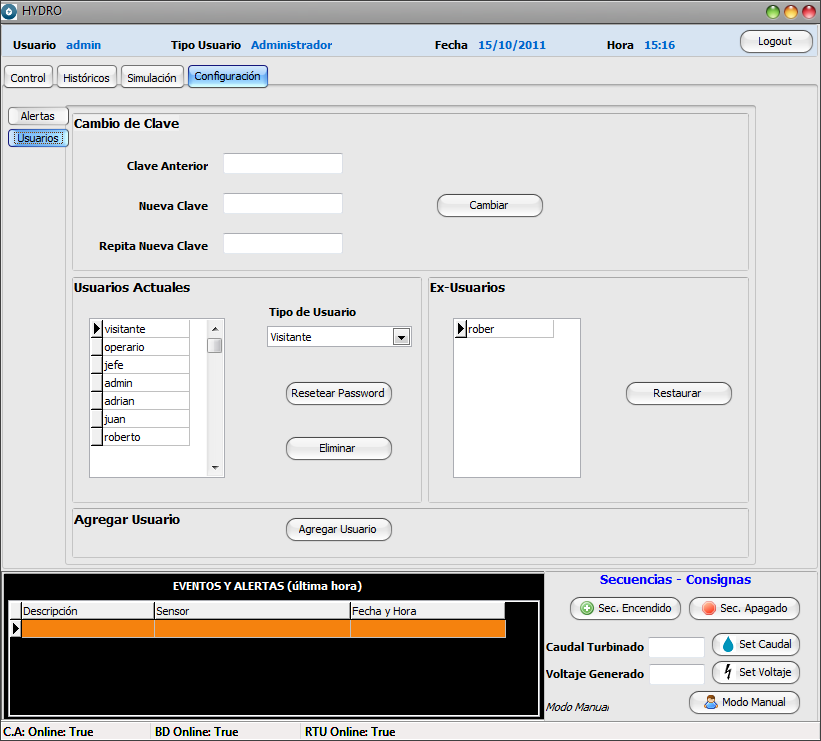 HYDRO
Usuario admin Tipo Usuario Administrador Fecha 15/10/2011 Hora 15:16 Logout
Control Históricos Simulación Configuración
Alertas
Usuarios
Cambio de Clave
Clave Anterior
Nueva Clave
Cambiar
Repita Nueva Clave
Usuarios Actuales
visitante
operario
jefe
admin
adrian
juan
roberto
Tipo de Usuario
Visitante
Resetear Password
Eliminar
Ex-Usuarios
rober
Restaurar
Agregar Usuario
Agregar Usuario
EVENTOS Y ALERTAS (última hora)
Descripción Sensor Fecha y Hora
Secuencias - Consignas
Sec. Encendido Sec. Apagado
Caudal Turbinado Set Caudal
Voltaje Generado Set Voltaje
Modo Manual Modo Manual
C.A: Online: True BD Online: True RTU Online: True